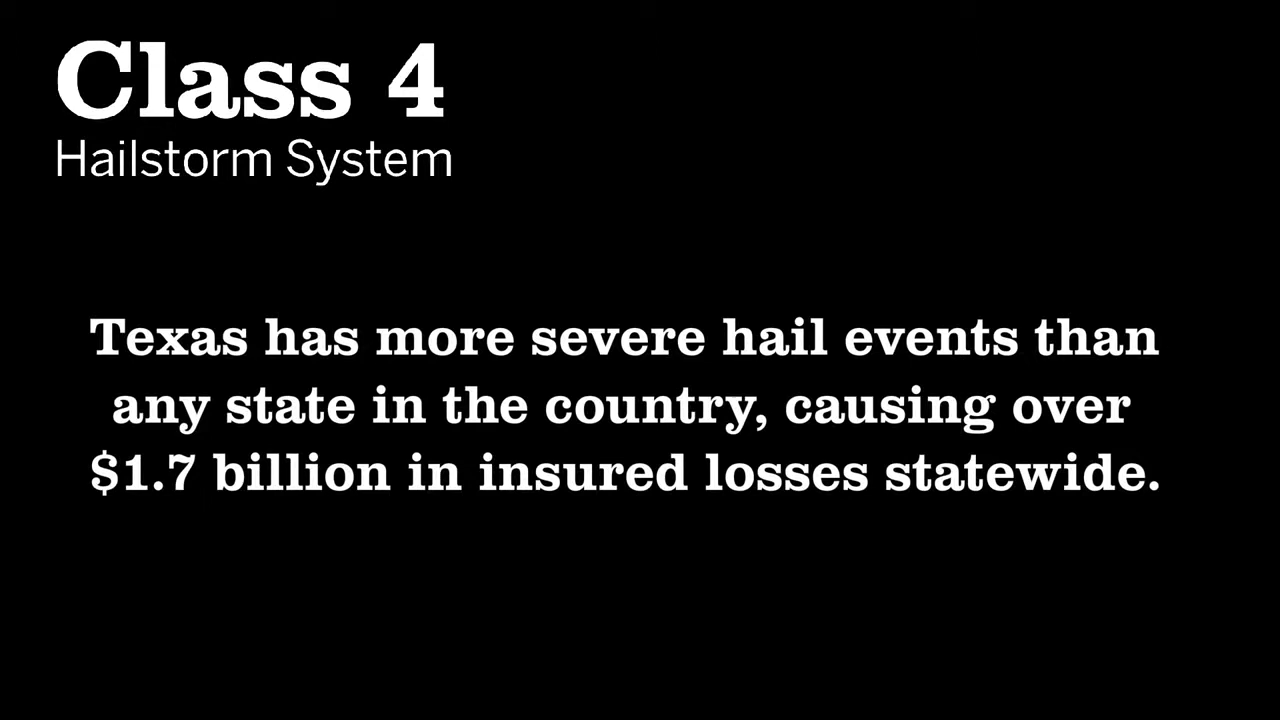 Class 4
Hailstorm System
Texas has more severe hail events than
any state in the country, causing over
$1.7 billion in insured losses statewide.